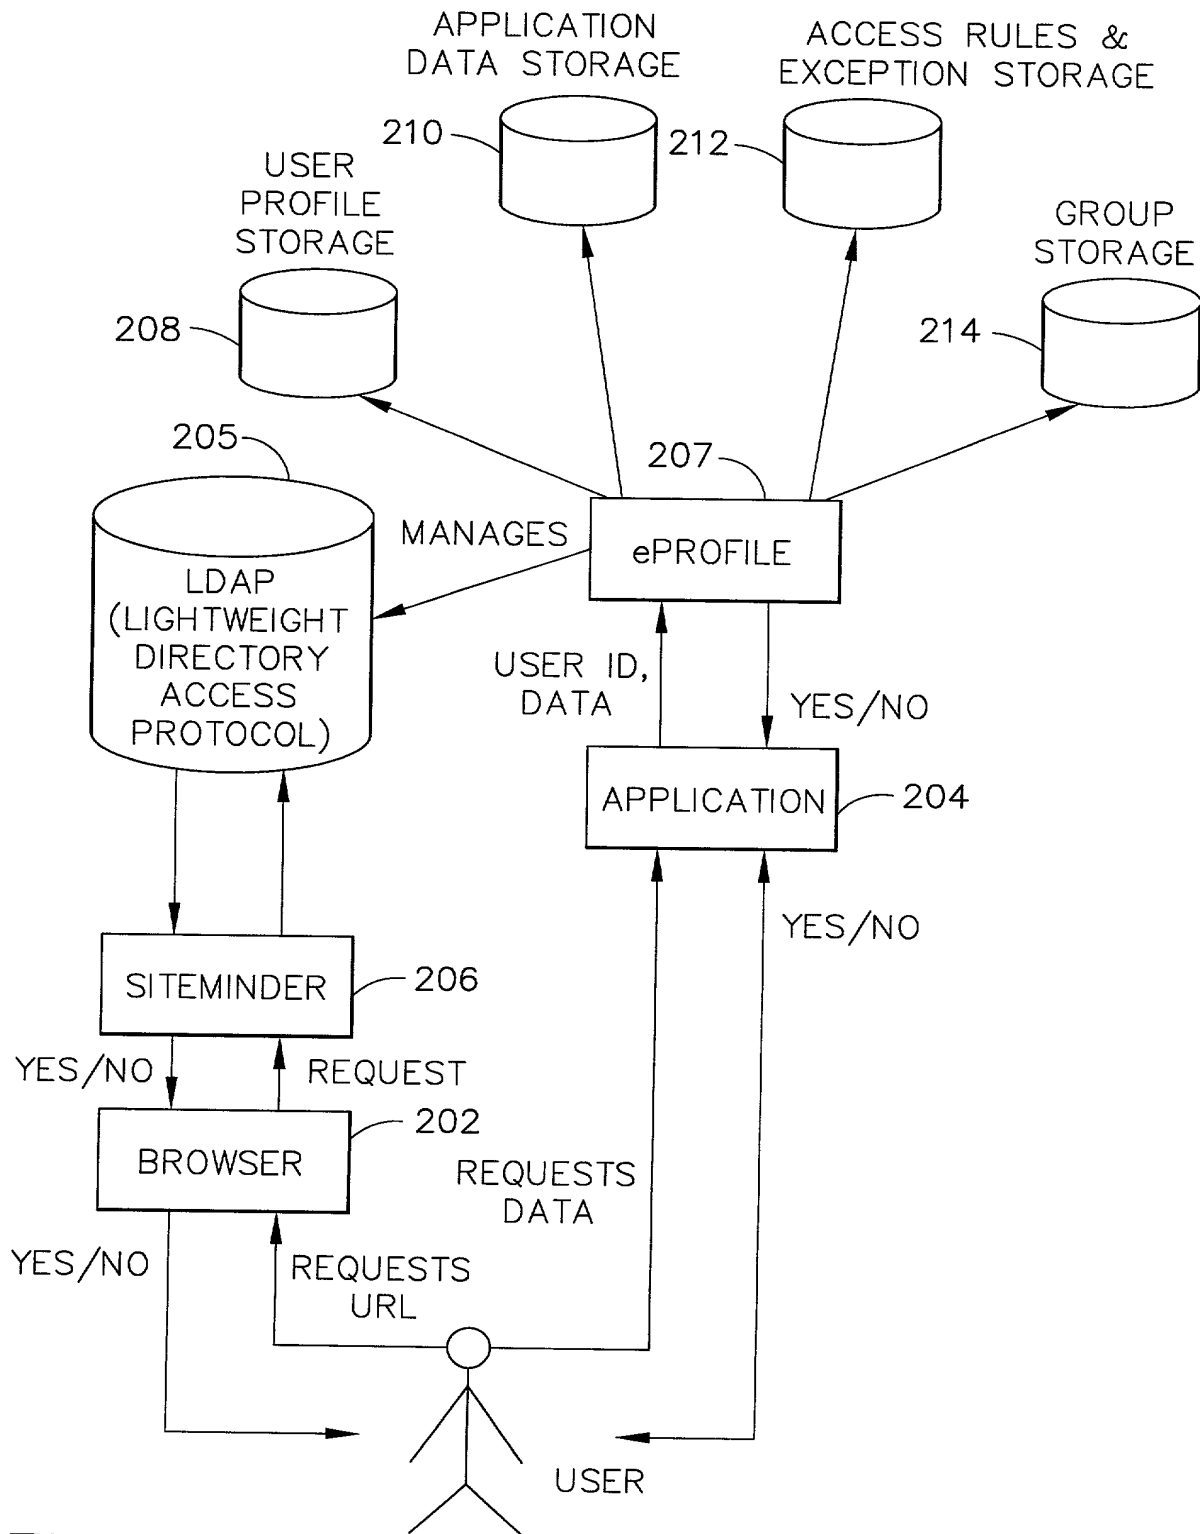 APPLICATION
DATA STORAGE
ACCESS RULES &
EXCEPTION STORAGE
210
212
USER
PROFILE
STORAGE
GROUP
STORAGE
208
214
205
207
MANAGES
ePROFILE
LDAP
(LIGHTWEIGHT
DIRECTORY
ACCESS
PROTOCOL)
USER ID,
DATA
YES/NO
APPLICATION
204
YES/NO
SITEMINDER
206
YES/NO
REQUEST
202
BROWSER
REQUESTS
DATA
YES/NO
REQUESTS
URL
USER